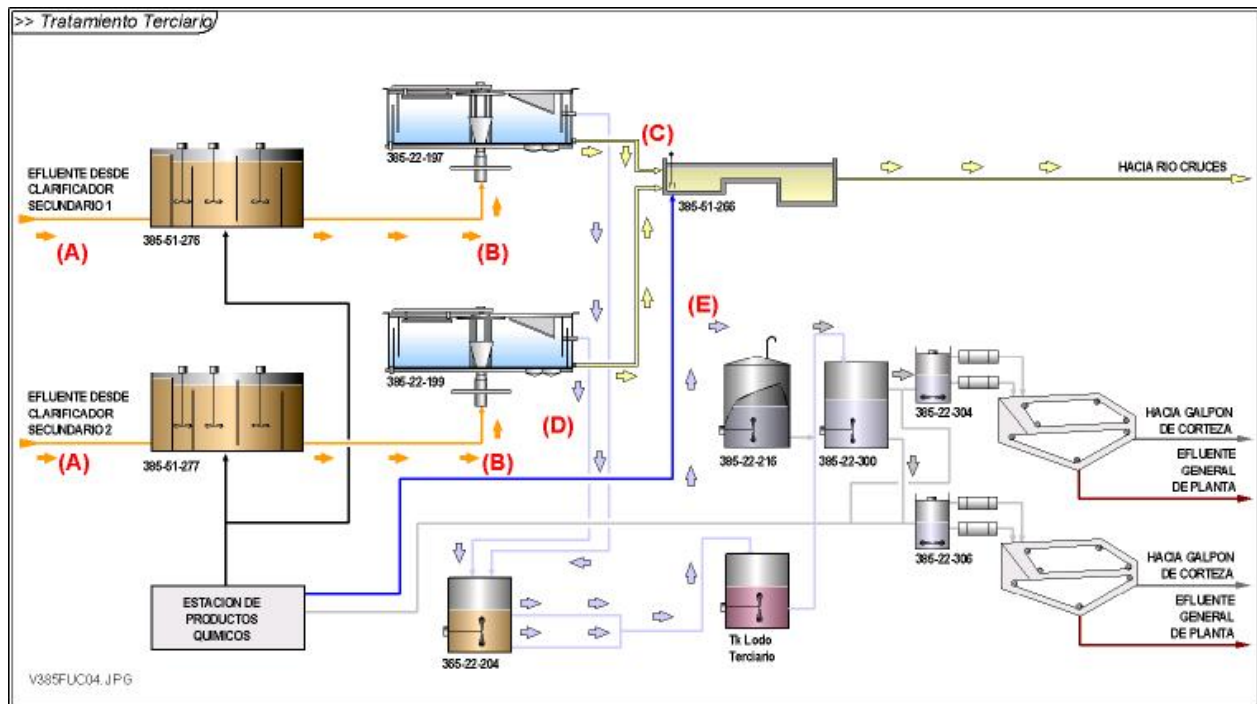 >> Tratamiento Terciario
385-22-197
(C)
EFLUENTE DESDE
CLARIFICADOR
SECUNDARIO 1
HACIA RIO CRUCES
385-51-266
(A)
385-51-276
(B)
(E)
385-22-199
385-22-304
EFLUENTE DESDE
CLARIFICADOR
SECUNDARIO 2
(D)
HACIA GALPON
DE CORTEZA
385-22-216
385-22-300
EFLUENTE
GENERAL
DE PLANTA
(A)
385-51-277
(B)
385-22-306
HACIA GALPON
DE CORTEZA
ESTACION DE
PRODUCTOS
QUIMICOS
EFLUENTE
GENERAL
DE PLANTA
Tk Lodo
Terciario
385-22-204
V385FUC04.JPG